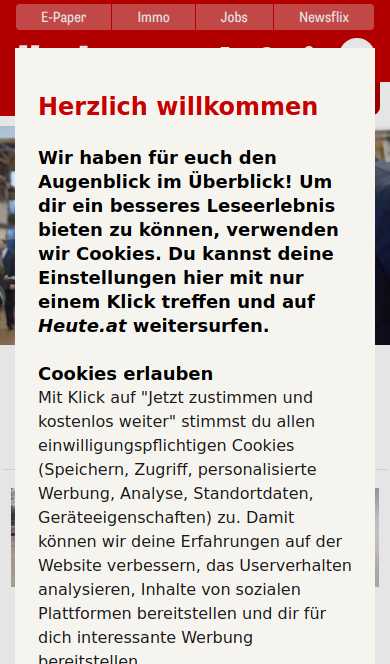 E-Paper Immo Jobs Newsflix
Herzlich willkommen
Wir haben für euch den
Augenblick im Überblick! Um
dir ein besseres Leseerlebnis
bieten zu können, verwenden
wir Cookies. Du kannst deine
Einstellungen hier mit nur
einem Klick treffen und auf
Heute.at weitersurfen.
Cookies erlauben
Mit Klick auf "Jetzt zustimmen und
kostenlos weiter" stimmst du allen
einwilligungspflichtigen Cookies
(Speichern, Zugriff, personalisierte
Werbung, Analyse, Standortdaten,
Geräteeigenschaften) zu. Damit
können wir deine Erfahrungen auf der
Website verbessern, das Userverhalten
analysieren, Inhalte von sozialen
Plattformen bereitstellen und dir für
dich interessante Werbung
bereitstellen